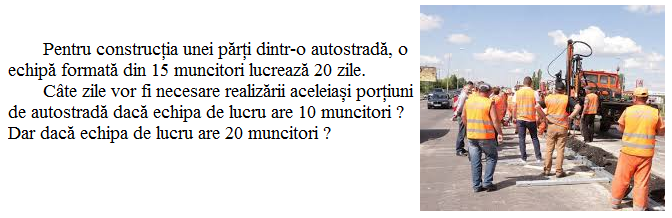 Pentru construcția unei părți dintr-o autostradă, o
echipă formată din 15 muncitori lucrează 20 zile.
Câte zile vor fi necesare realizării aceleiași porțiuni
de autostradă dacă echipa de lucru are 10 muncitori ?
Dar dacă echipa de lucru are 20 muncitori ?